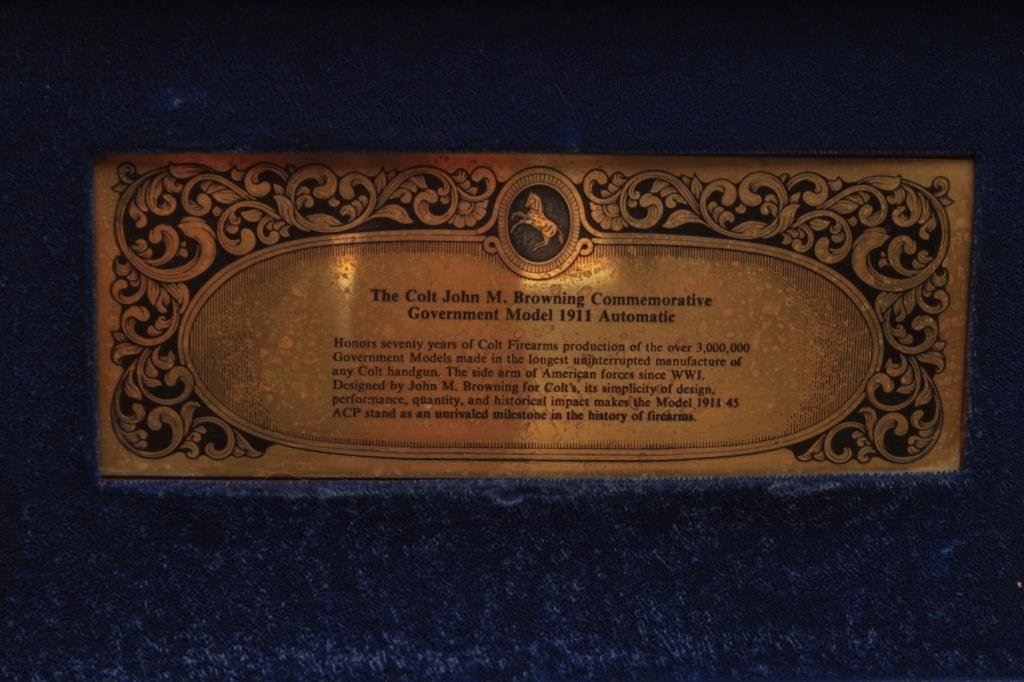 The Colt John M. Browning Commemorative
Government Model 1911 Automatic
Honors seventy years of Colt Firearms production of the over 3,000,000
Government Models made in the longest uninterrupted manufacture of
any Colt handgun. The side arm of American forces since WWI.
Designed by John M. Browning for Colt's, its simplicity of design,
performance, quantity, and historical impact makes the Model 1911 45
ACP stand as an unrivaled milestone in the history of firearms.